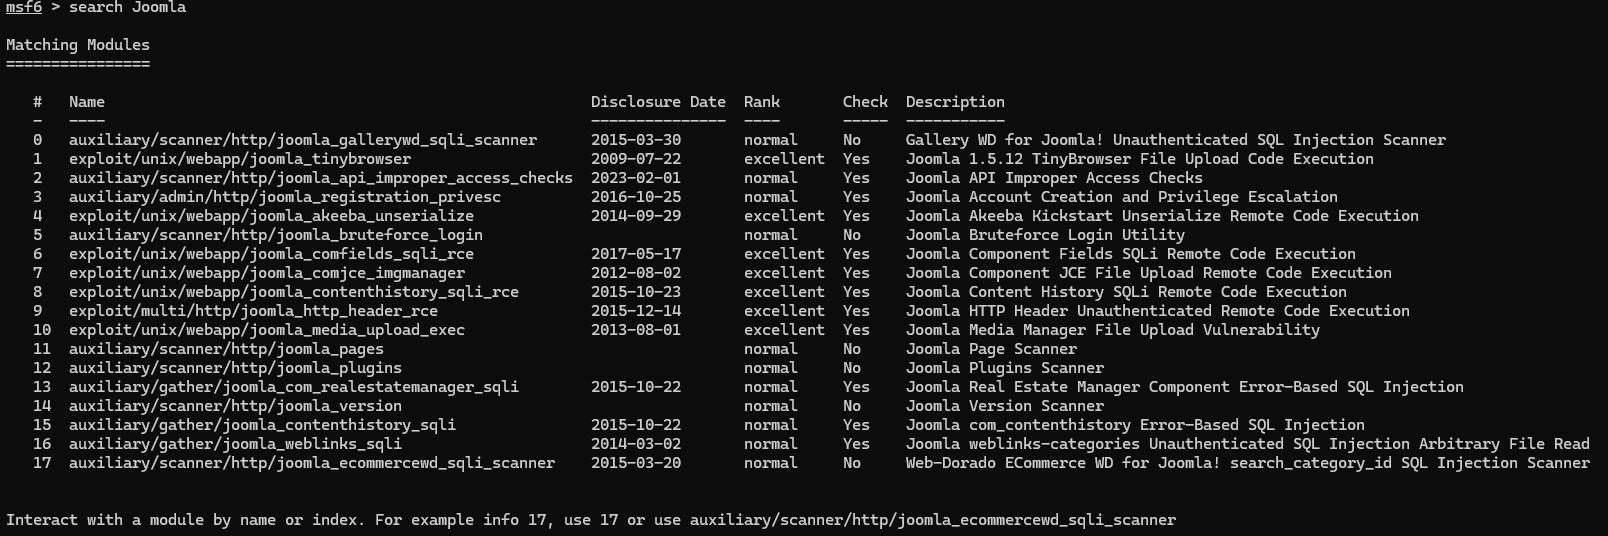 msf6 > search Joomla
Matching Modules
================
#   Name                                                      Disclosure Date  Rank       Check  Description
-   ----                                                      ---------------  ----       -----  -----------
0   auxiliary/scanner/http/joomla_gallerywd_sqli_scanner      2015-03-30       normal     No     Gallery WD for Joomla! Unauthenticated SQL Injection Scanner
1   exploit/unix/webapp/joomla_tinybrowser                    2009-07-22       excellent  Yes    Joomla 1.5.12 TinyBrowser File Upload Code Execution
2   auxiliary/scanner/http/joomla_api_improper_access_checks  2023-02-01       normal     Yes    Joomla API Improper Access Checks
3   auxiliary/admin/http/joomla_registration_privesc          2016-10-25       normal     Yes    Joomla Account Creation and Privilege Escalation
4   exploit/unix/webapp/joomla_akeeba_unserialize             2014-09-29       excellent  Yes    Joomla Akeeba Kickstart Unserialize Remote Code Execution
5   auxiliary/scanner/http/joomla_bruteforce_login                             normal     No     Joomla Bruteforce Login Utility
6   exploit/unix/webapp/joomla_comfields_sqli_rce             2017-05-17       excellent  Yes    Joomla Component Fields SQLi Remote Code Execution
7   exploit/unix/webapp/joomla_comjce_imgmanager              2012-08-02       excellent  Yes    Joomla Component JCE File Upload Remote Code Execution
8   exploit/unix/webapp/joomla_contenthistory_sqli_rce        2015-10-23       excellent  Yes    Joomla Content History SQLi Remote Code Execution
9   exploit/multi/http/joomla_http_header_rce                 2015-12-14       excellent  Yes    Joomla HTTP Header Unauthenticated Remote Code Execution
10  exploit/unix/webapp/joomla_media_upload_exec              2013-08-01       excellent  Yes    Joomla Media Manager File Upload Vulnerability
11  auxiliary/scanner/http/joomla_pages                                        normal     No     Joomla Page Scanner
12  auxiliary/scanner/http/joomla_plugins                                      normal     No     Joomla Plugins Scanner
13  auxiliary/gather/joomla_com_realestatemanager_sqli        2015-10-22       normal     Yes    Joomla Real Estate Manager Component Error-Based SQL Injection
14  auxiliary/scanner/http/joomla_version                                      normal     No     Joomla Version Scanner
15  auxiliary/gather/joomla_contenthistory_sqli               2015-10-22       normal     Yes    Joomla com_contenthistory Error-Based SQL Injection
16  auxiliary/gather/joomla_weblinks_sqli                     2014-03-02       normal     Yes    Joomla weblinks-categories Unauthenticated SQL Injection Arbitrary File Read
17  auxiliary/scanner/http/joomla_ecommercewd_sqli_scanner    2015-03-20       normal     No     Web-Dorado ECommerce WD for Joomla! search_category_id SQL Injection Scanner
Interact with a module by name or index. For example info 17, use 17 or use auxiliary/scanner/http/joomla_ecommercewd_sqli_scanner